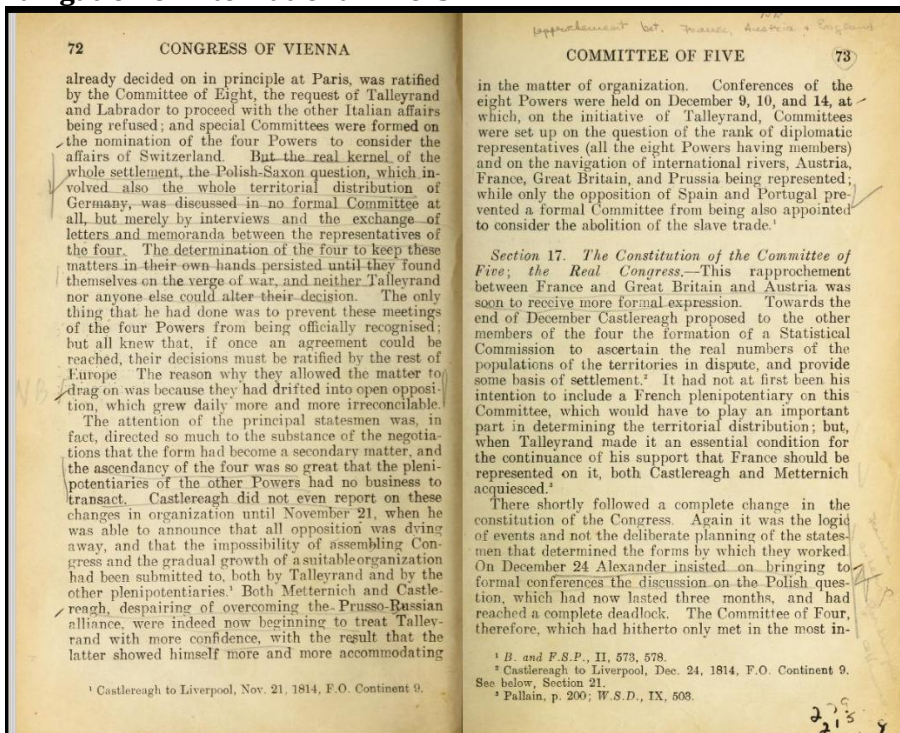 72 CONGRESS OF VIENNA
already decided on in principle at Paris, was ratified
by the Committee of Eight, the request of Talleyrand
and Labrador to proceed with the other Italian affairs
being refused; and special Committees were formed on
the nomination of the four Powers to consider the
affairs of Switzerland. But the real kernel of the
whole settlement, the Polish-Saxon question, which in-
volved also the whole territorial distribution of
Germany, was discussed in no formal Committee at
all, but merely by interviews and the exchange of
letters and memoranda between the representatives of
the four. The determination of the four to keep these
matters in their own hands persisted until they found
themselves on the verge of war, and neither Talleyrand
nor anyone else could alter their decision. The only
thing that he had done was to prevent these meetings
of the four Powers from being officially recognised;
but all knew that, if once an agreement could be
reached, their decisions must be ratified by the rest of
Europe. The reason why they allowed the matter to
drag on was because they had drifted into open opposi-
tion, which grew daily more and more irreconcilable.
The attention of the principal statesmen was, in
fact, directed so much to the substance of the negotia-
tions that the form had become a secondary matter, and
the ascendancy of the four was so great that the pleni-
potentiaries of the other Powers had no business to
transact. Castlereagh did not even report on these
changes in organization until November 21, when he
was able to announce that all opposition was dying
away, and that the impossibility of assembling Con-
gress and the gradual growth of a suitable organization
had been submitted to, both by Talleyrand and by the
other plenipotentiaries.¹ Both Metternich and Castle-
reagh, despairing of overcoming the Prusso-Russian
alliance, were indeed now beginning to treat Talley-
rand with more confidence, with the result that the
latter showed himself more and more accommodating
¹ Castlereagh to Liverpool, Nov. 21, 1814, F.O. Continent 9.
NB
rapprochement bet. France, Austria + England
COMMITTEE OF FIVE 73
in the matter of organization. Conferences of the
eight Powers were held on December 9, 10, and 14, at
which, on the initiative of Talleyrand, Committees
were set up on the question of the rank of diplomatic
representatives (all the eight Powers having members)
and on the navigation of international rivers, Austria,
France, Great Britain, and Prussia being represented;
while only the opposition of Spain and Portugal pre-
vented a formal Committee from being also appointed
to consider the abolition of the slave trade.¹
Section 17. The Constitution of the Committee of
Five; the Real Congress.—This rapprochement
between France and Great Britain and Austria was
soon to receive more formal expression. Towards the
end of December Castlereagh proposed to the other
members of the four the formation of a Statistical
Commission to ascertain the real numbers of the
populations of the territories in dispute, and provide
some basis of settlement.² It had not at first been his
intention to include a French plenipotentiary on this
Committee, which would have to play an important
part in determining the territorial distribution; but,
when Talleyrand made it an essential condition for
the continuance of his support that France should be
represented on it, both Castlereagh and Metternich
acquiesced.³
There shortly followed a complete change in the
constitution of the Congress. Again it was the logic
of events and not the deliberate planning of the states-
men that determined the forms by which they worked.
On December 24 Alexander insisted on bringing to
formal conferences the discussion on the Polish ques-
tion, which had now lasted three months, and had
reached a complete deadlock. The Committee of Four,
therefore, which had hitherto only met in the most in-
¹ B. and F.S.P., II, 573, 578.
² Castlereagh to Liverpool, Dec. 24, 1814, F.O. Continent 9.
See below, Section 21.
³ Pallain, p. 200; W.S.D., IX, 503.